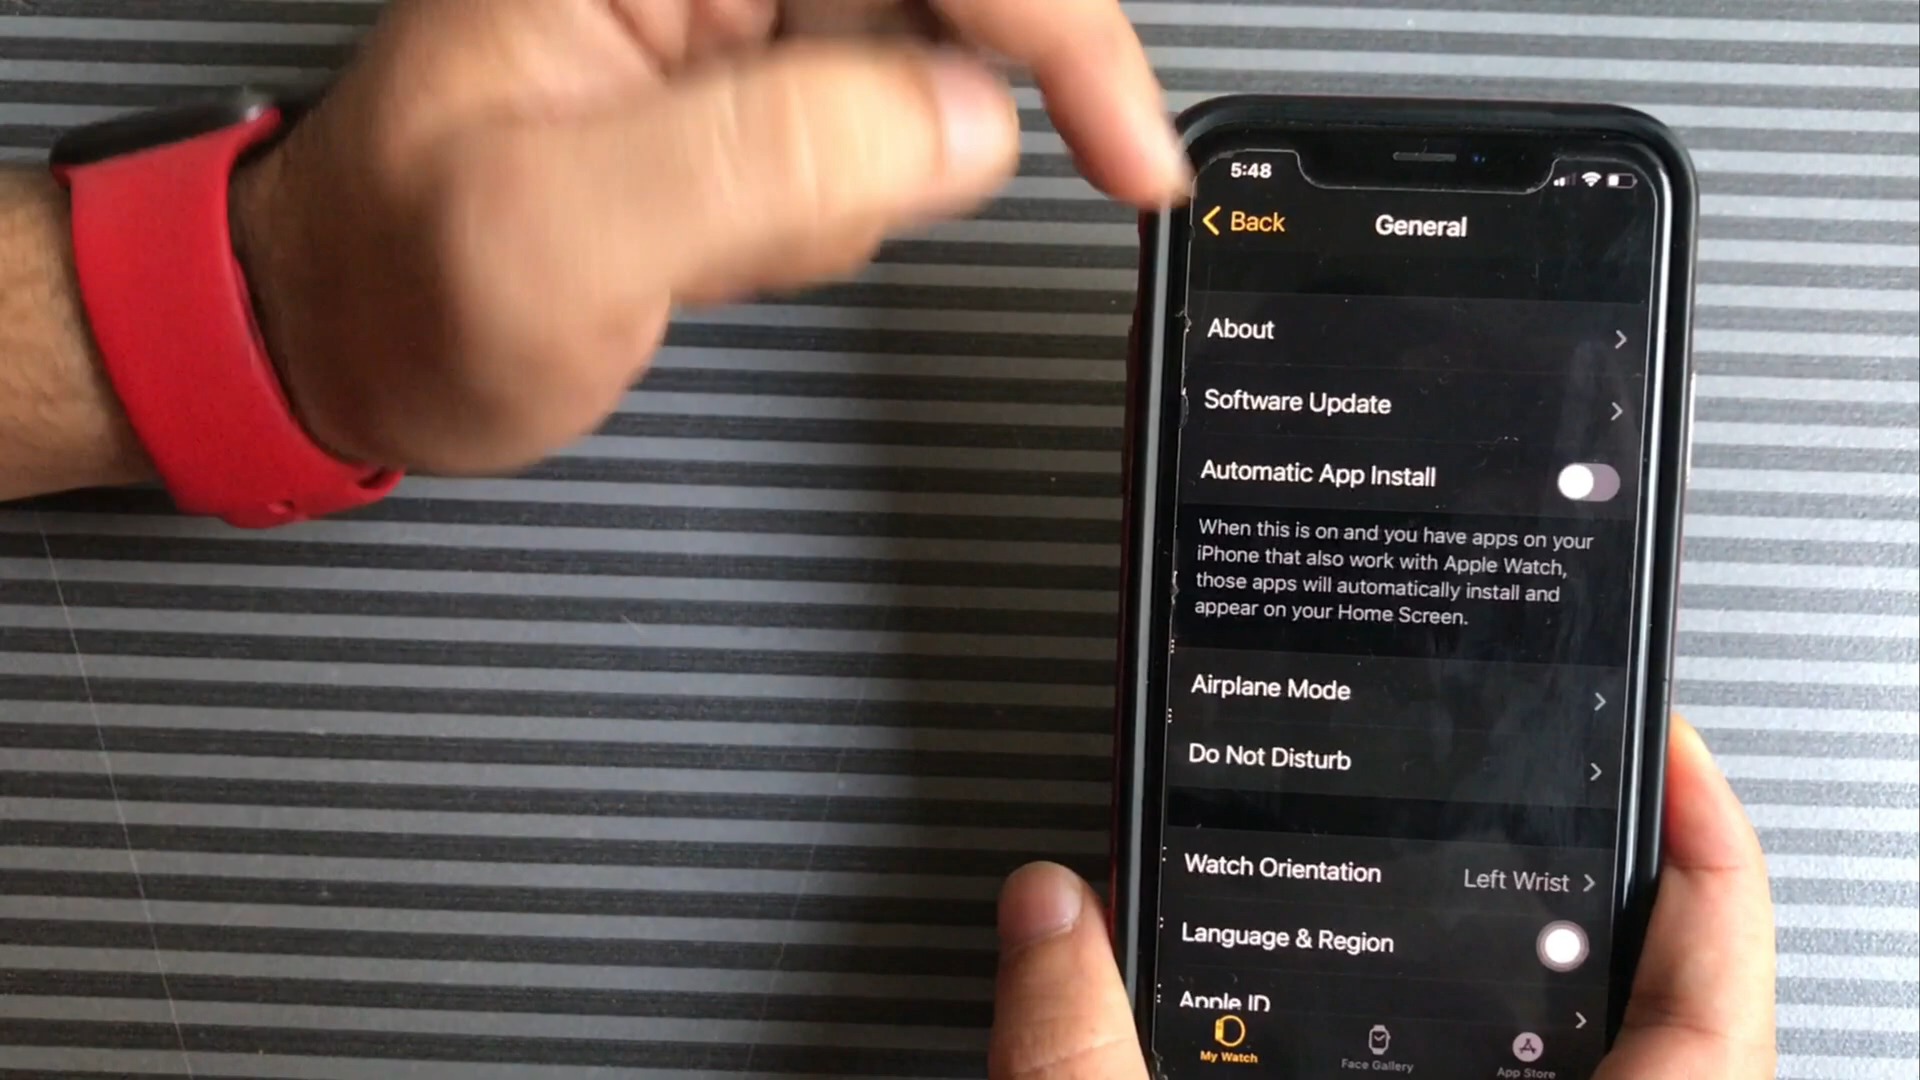 5:48
Back
General
About
Software Update
Automatic App Install
When this is on and you have apps on your
iPhone that also work with Apple Watch,
those apps will automatically install and
appear on your Home Screen.
Airplane Mode
Do Not Disturb
Watch Orientation Left Wrist
Language & Region
Apple ID
My Watch
Face Gallery
App Store